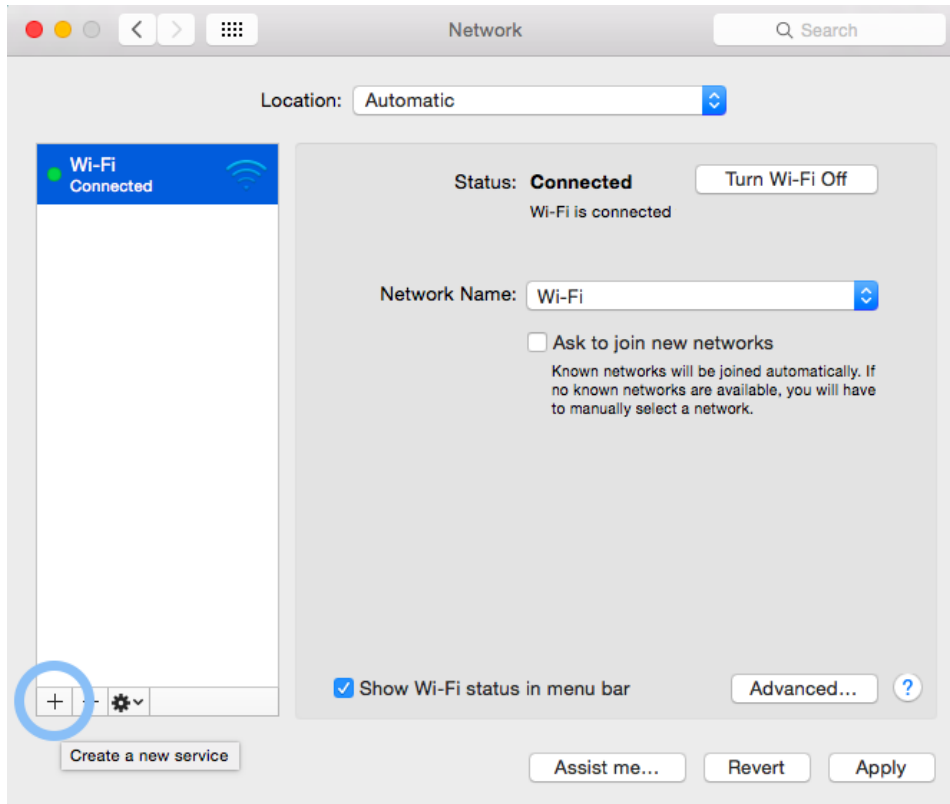 Network
Search
Location: Automatic
Wi-Fi
Connected
Status: Connected
Turn Wi-Fi Off
Wi-Fi is connected
Network Name: Wi-Fi
Ask to join new networks
Known networks will be joined automatically. If
no known networks are available, you will have
to manually select a network.
Show Wi-Fi status in menu bar
Advanced...
?
Create a new service
Assist me...
Revert
Apply